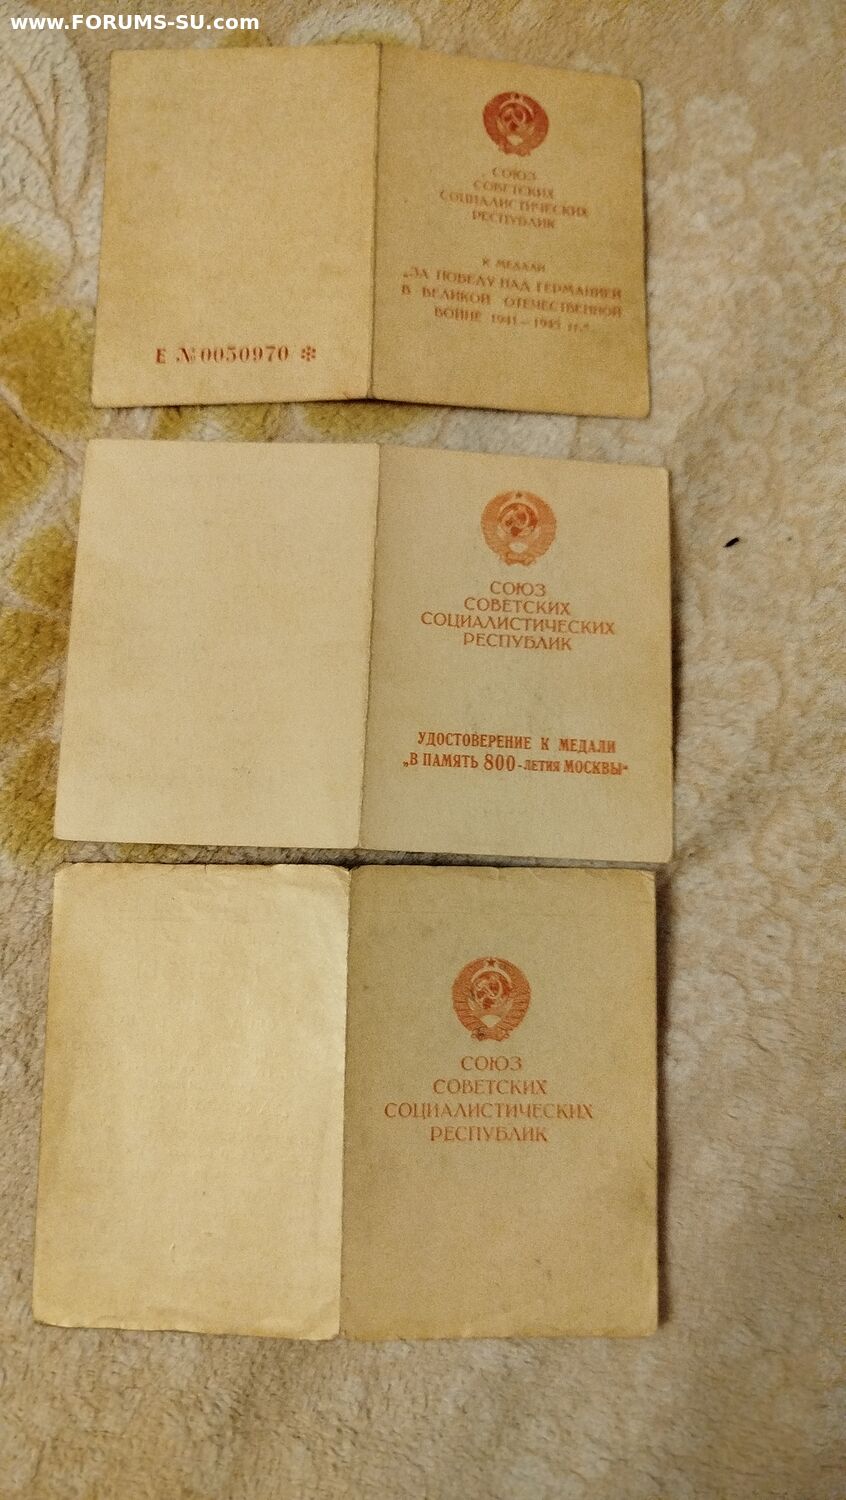 www.FORUMS-SU.com
СОЮЗ
СОВЕТСКИХ
СОЦИАЛИСТИЧЕСКИХ
РЕСПУБЛИК
К МЕДАЛИ
„ЗА ПОБЕДУ НАД ГЕРМАНИЕЙ
В ВЕЛИКОЙ ОТЕЧЕСТВЕННОЙ
ВОЙНЕ 1941—1945 гг.“
Е №0050970 ✻
СОЮЗ
СОВЕТСКИХ
СОЦИАЛИСТИЧЕСКИХ
РЕСПУБЛИК
УДОСТОВЕРЕНИЕ К МЕДАЛИ
„В ПАМЯТЬ 800-ЛЕТИЯ МОСКВЫ“
СОЮЗ
СОВЕТСКИХ
СОЦИАЛИСТИЧЕСКИХ
РЕСПУБЛИК